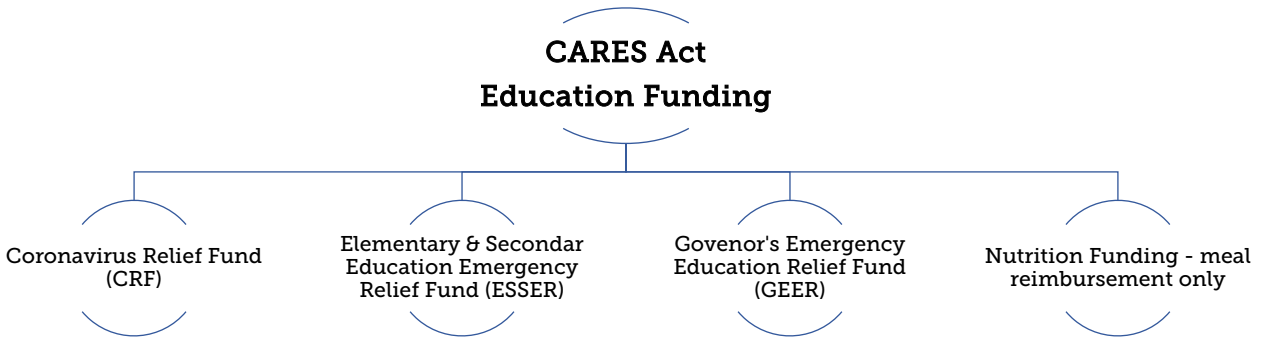 CARES Act
Education Funding
Coronavirus Relief Fund
(CRF)
Elementary & Secondar
Education Emergency
Relief Fund (ESSER)
Govenor's Emergency
Education Relief Fund
(GEER)
Nutrition Funding - meal
reimbursement only